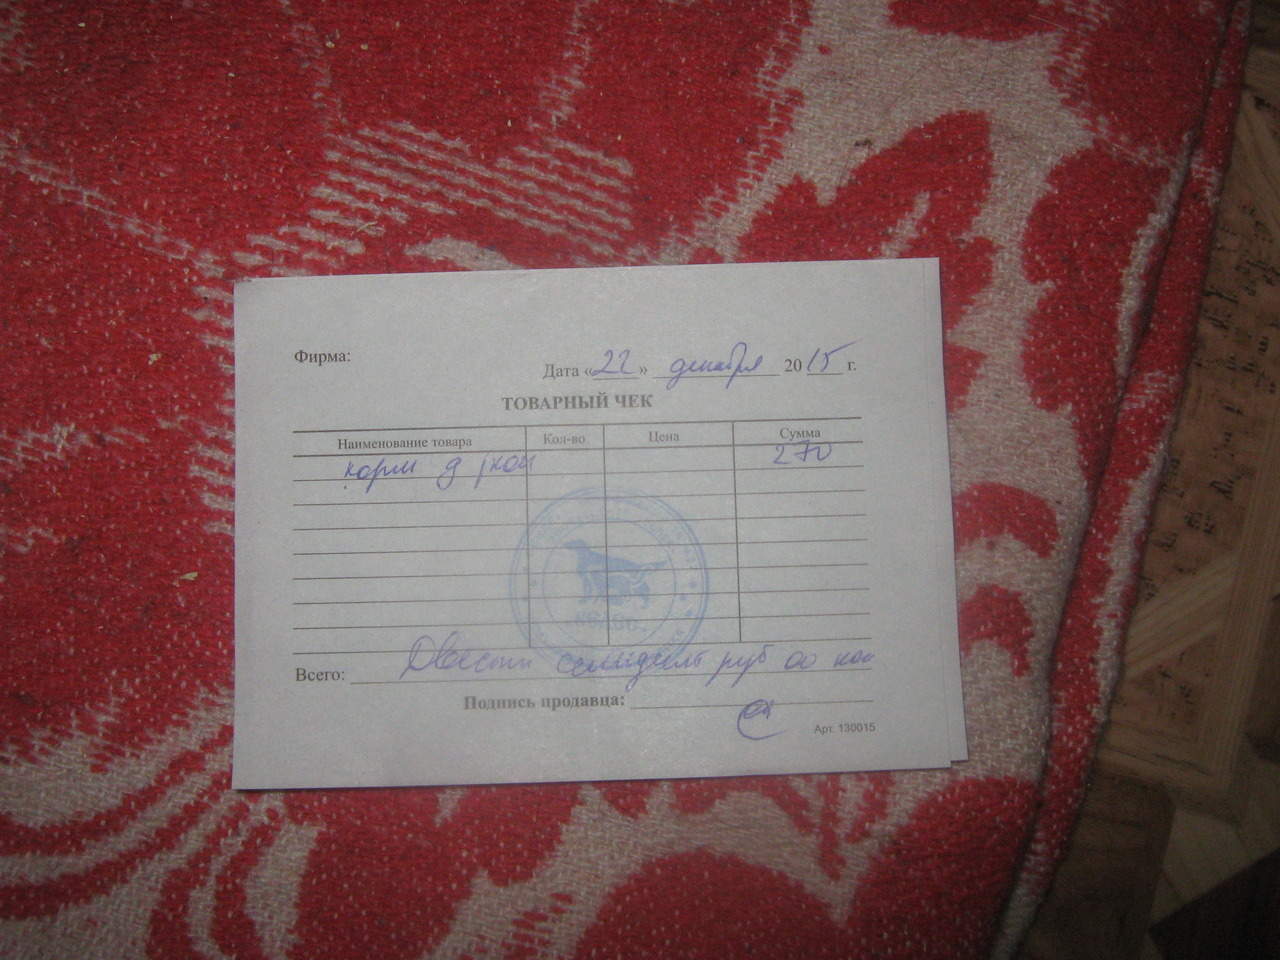 Фирма:
Дата «22» декабря 2015 г.
ТОВАРНЫЙ ЧЕК
Наименование товара Кол-во Цена Сумма
корм д 270
Всего: Двести семьдесят руб 00 коп
Подпись продавца:
Арт. 130015